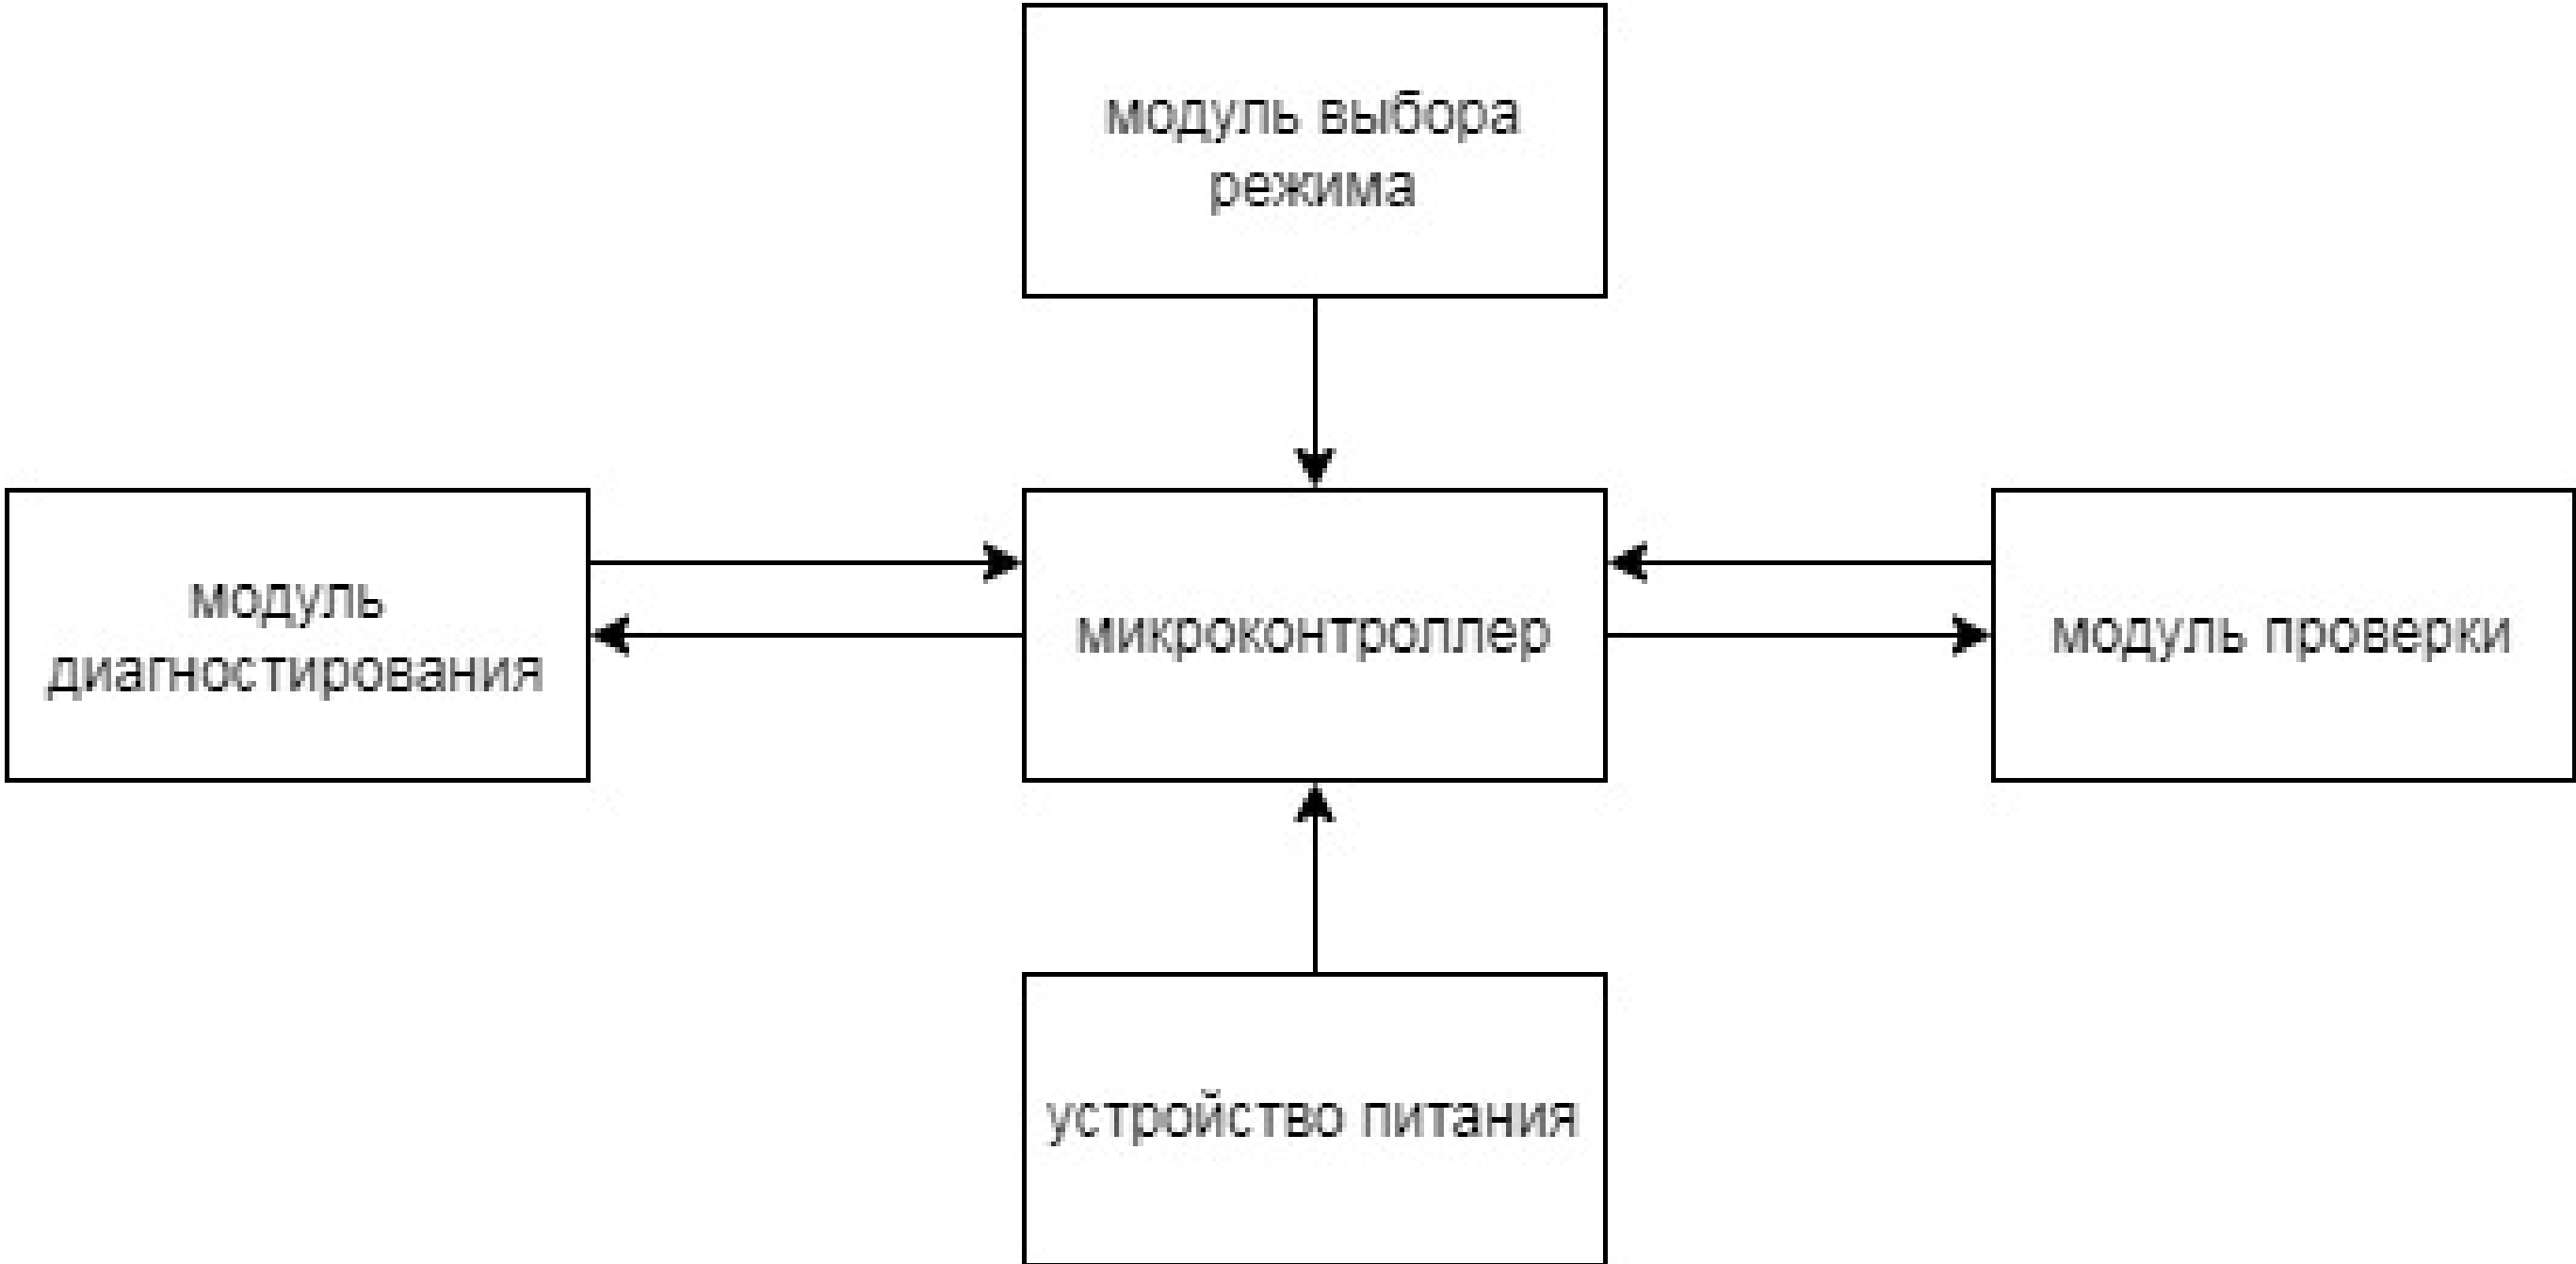 модуль выбора
режима
модуль
диагностирования
микроконтроллер
модуль проверки
устройство питания